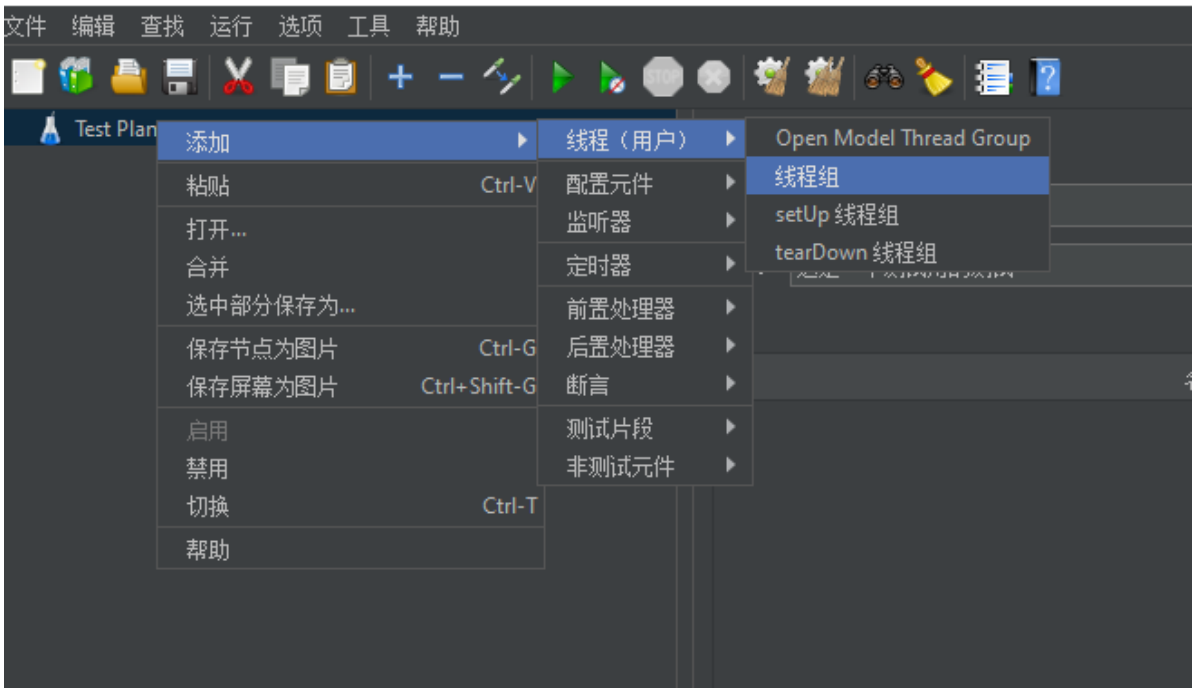 文件 编辑 查找 运行 选项 工具 帮助
STOP
Test Plan
添加
粘贴 Ctrl-V
打开...
合并
选中部分保存为...
保存节点为图片 Ctrl-G
保存屏幕为图片 Ctrl+Shift-G
启用
禁用
切换 Ctrl-T
帮助
线程（用户）
配置元件
监听器
定时器
前置处理器
后置处理器
断言
测试片段
非测试元件
Open Model Thread Group
线程组
setUp 线程组
tearDown 线程组